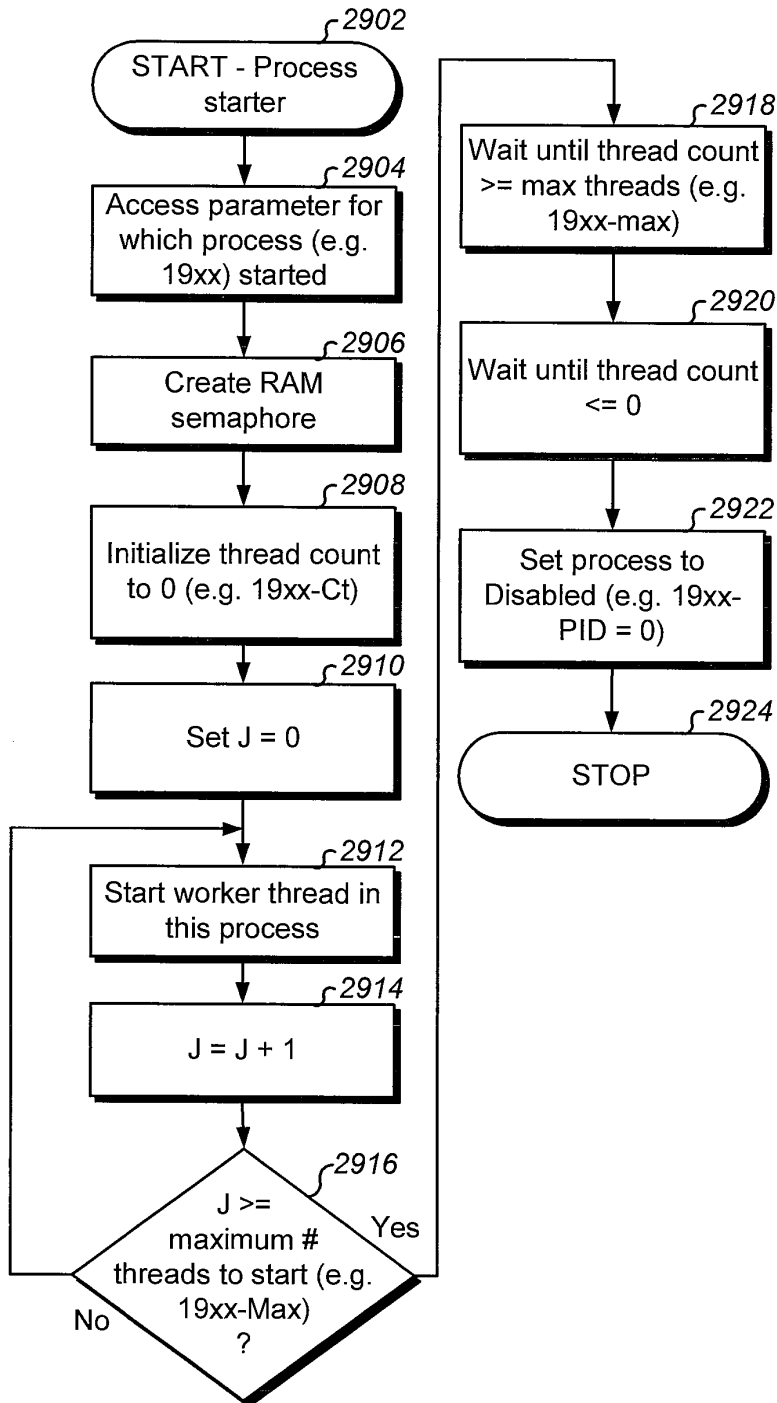 2902
START - Process
starter
2904
Access parameter for
which process (e.g.
19xx) started
2906
Create RAM
semaphore
2908
Initialize thread count
to 0 (e.g. 19xx-Ct)
2910
Set J = 0
2912
Start worker thread in
this process
2914
J = J + 1
2916
J >=
maximum #
threads to start (e.g.
19xx-Max)
?
Yes
No
2918
Wait until thread count
>= max threads (e.g.
19xx-max)
2920
Wait until thread count
<= 0
2922
Set process to
Disabled (e.g. 19xx-
PID = 0)
2924
STOP